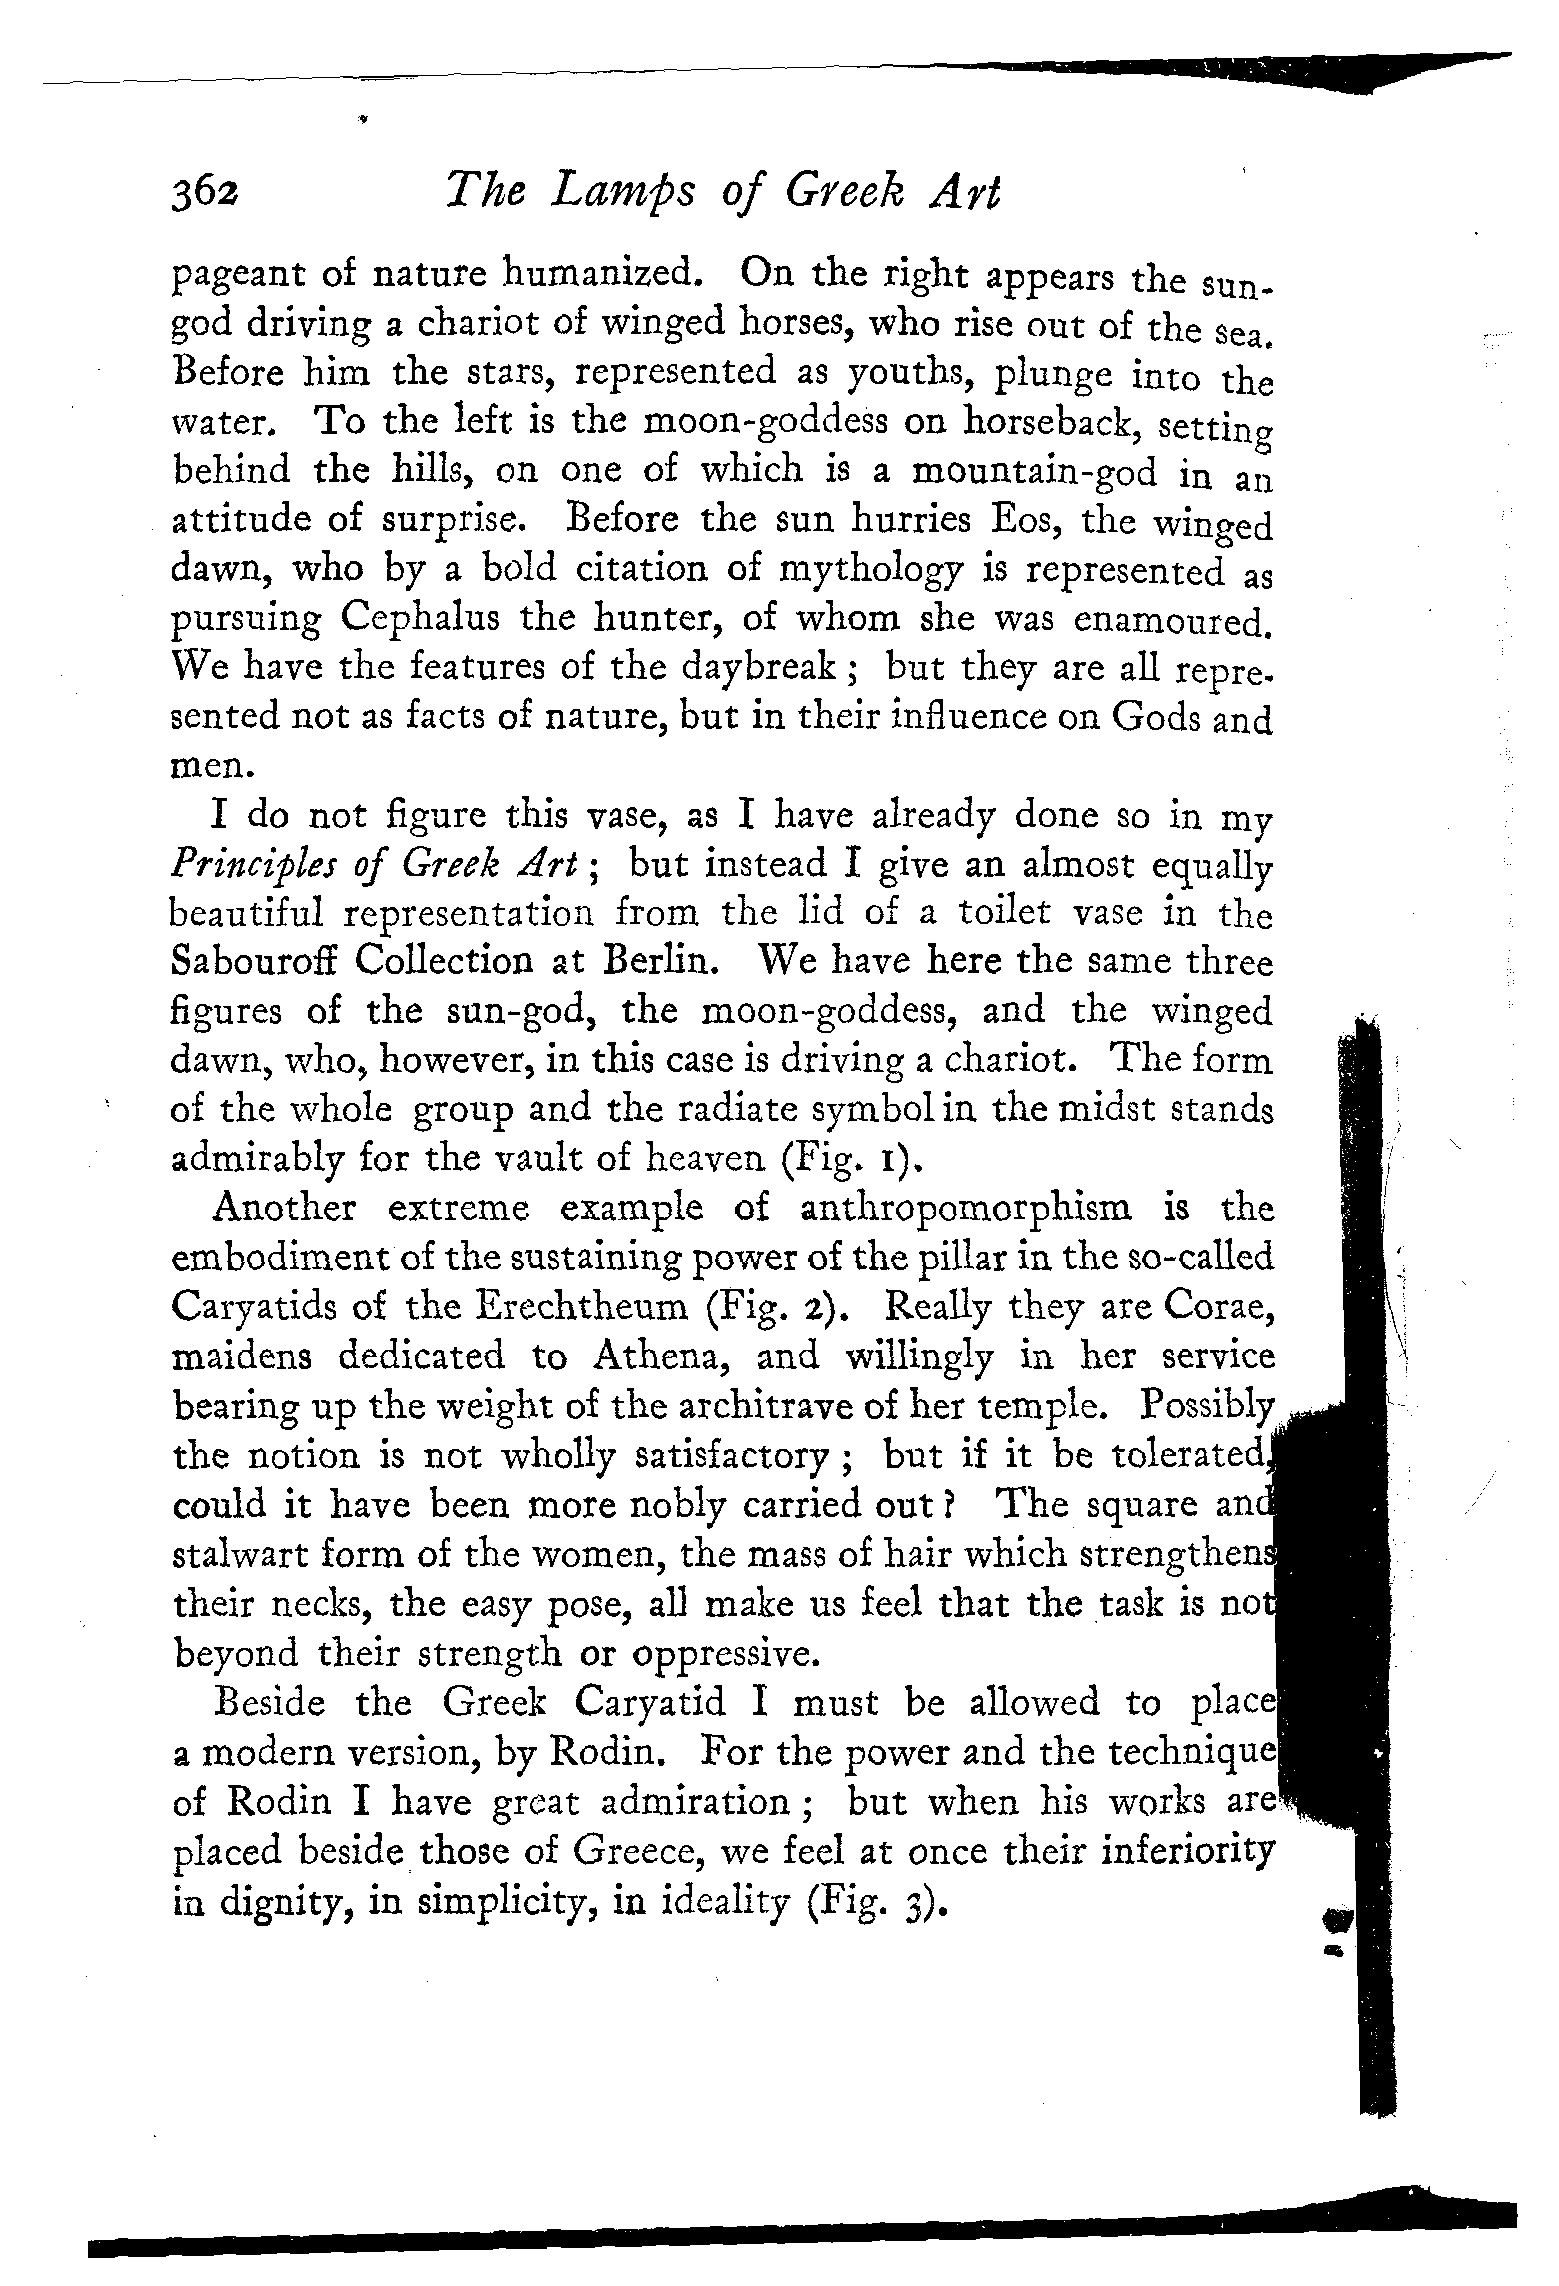 362 The Lamps of Greek Art
pageant of nature humanized. On the right appears the sun-
god driving a chariot of winged horses, who rise out of the sea.
Before him the stars, represented as youths, plunge into the
water. To the left is the moon-goddess on horseback, setting
behind the hills, on one of which is a mountain-god in an
attitude of surprise. Before the sun hurries Eos, the winged
dawn, who by a bold citation of mythology is represented as
pursuing Cephalus the hunter, of whom she was enamoured.
We have the features of the daybreak ; but they are all repre-
sented not as facts of nature, but in their influence on Gods and
men.
I do not figure this vase, as I have already done so in my
Principles of Greek Art ; but instead I give an almost equally
beautiful representation from the lid of a toilet vase in the
Sabouroff Collection at Berlin. We have here the same three
figures of the sun-god, the moon-goddess, and the winged
dawn, who, however, in this case is driving a chariot. The form
of the whole group and the radiate symbol in the midst stands
admirably for the vault of heaven (Fig. 1).
Another extreme example of anthropomorphism is the
embodiment of the sustaining power of the pillar in the so-called
Caryatids of the Erechtheum (Fig. 2). Really they are Corae,
maidens dedicated to Athena, and willingly in her service
bearing up the weight of the architrave of her temple. Possibly
the notion is not wholly satisfactory ; but if it be tolerated,
could it have been more nobly carried out ? The square and
stalwart form of the women, the mass of hair which strengthens
their necks, the easy pose, all make us feel that the task is not
beyond their strength or oppressive.
Beside the Greek Caryatid I must be allowed to place
a modern version, by Rodin. For the power and the technique
of Rodin I have great admiration ; but when his works are
placed beside those of Greece, we feel at once their inferiority
in dignity, in simplicity, in ideality (Fig. 3).